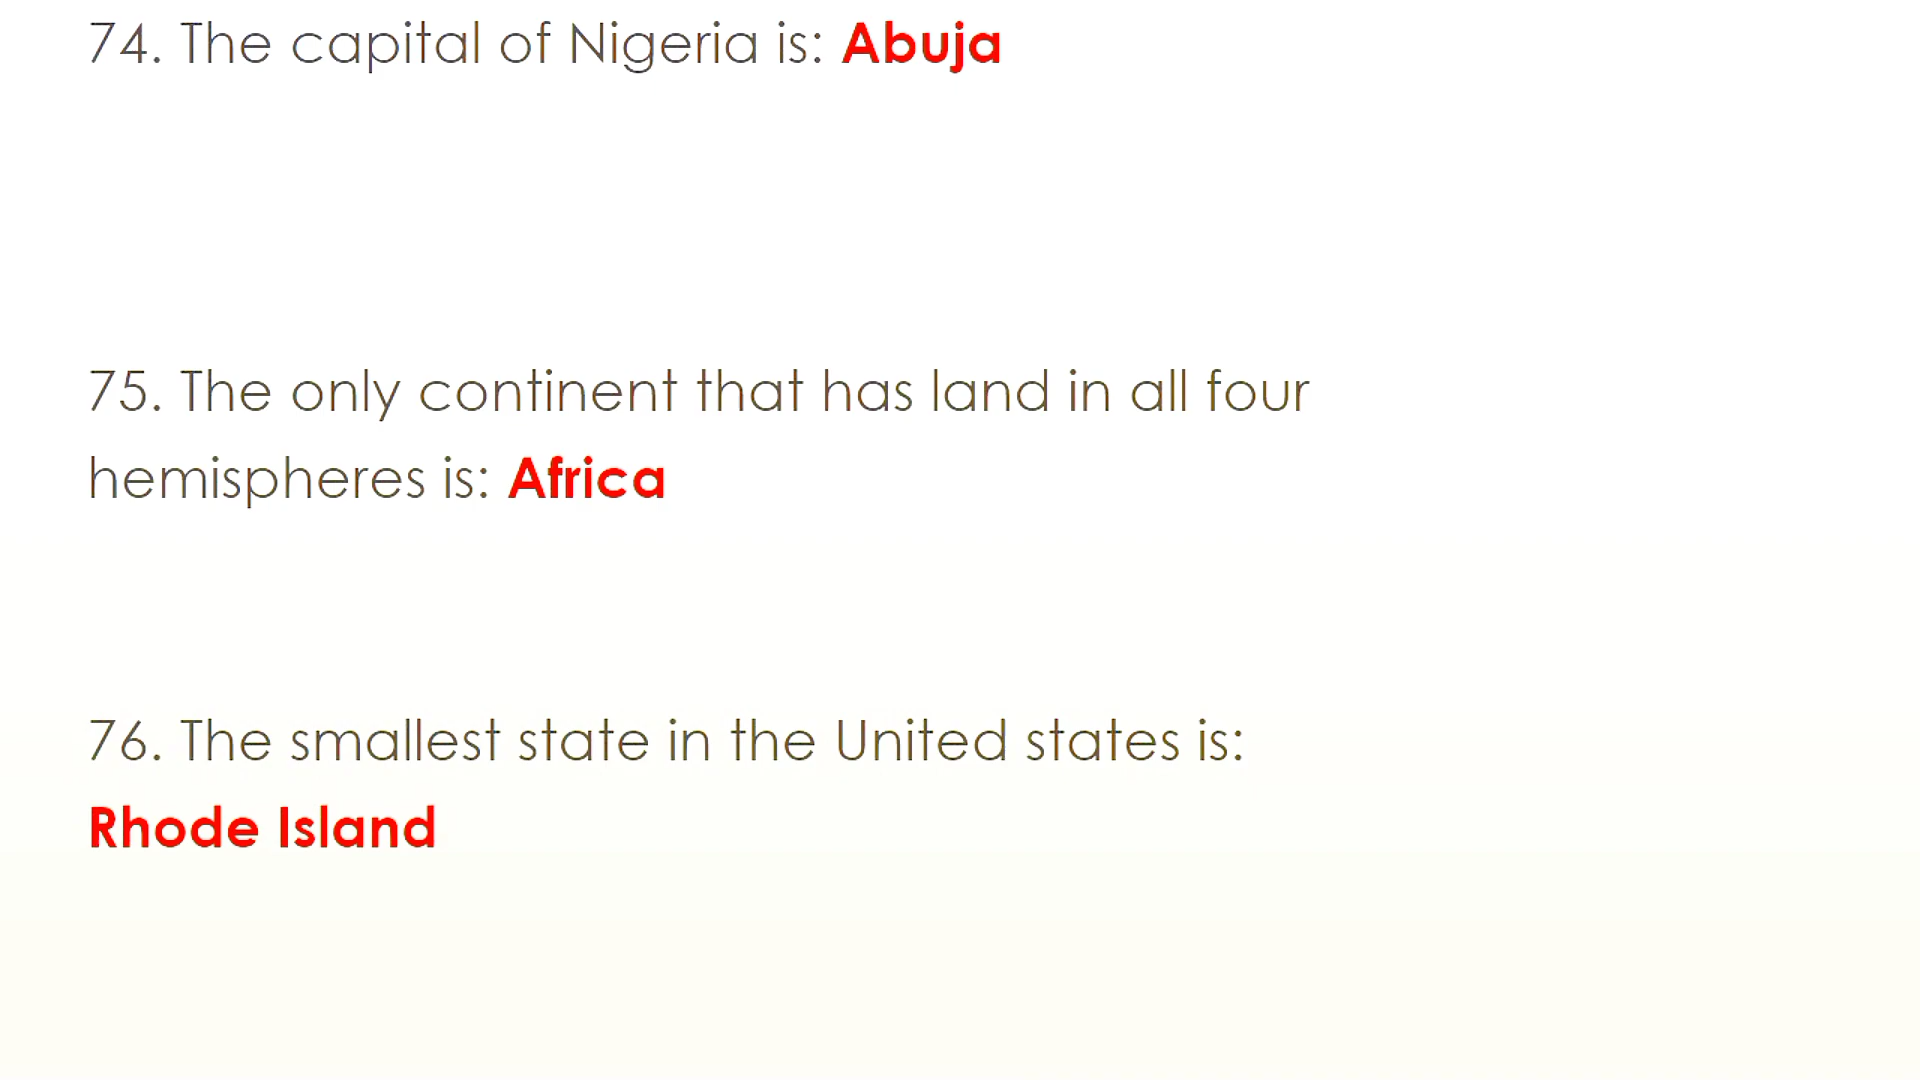 74. The capital of Nigeria is: Abuja
75. The only continent that has land in all four
hemispheres is: Africa
76. The smallest state in the United states is:
Rhode Island